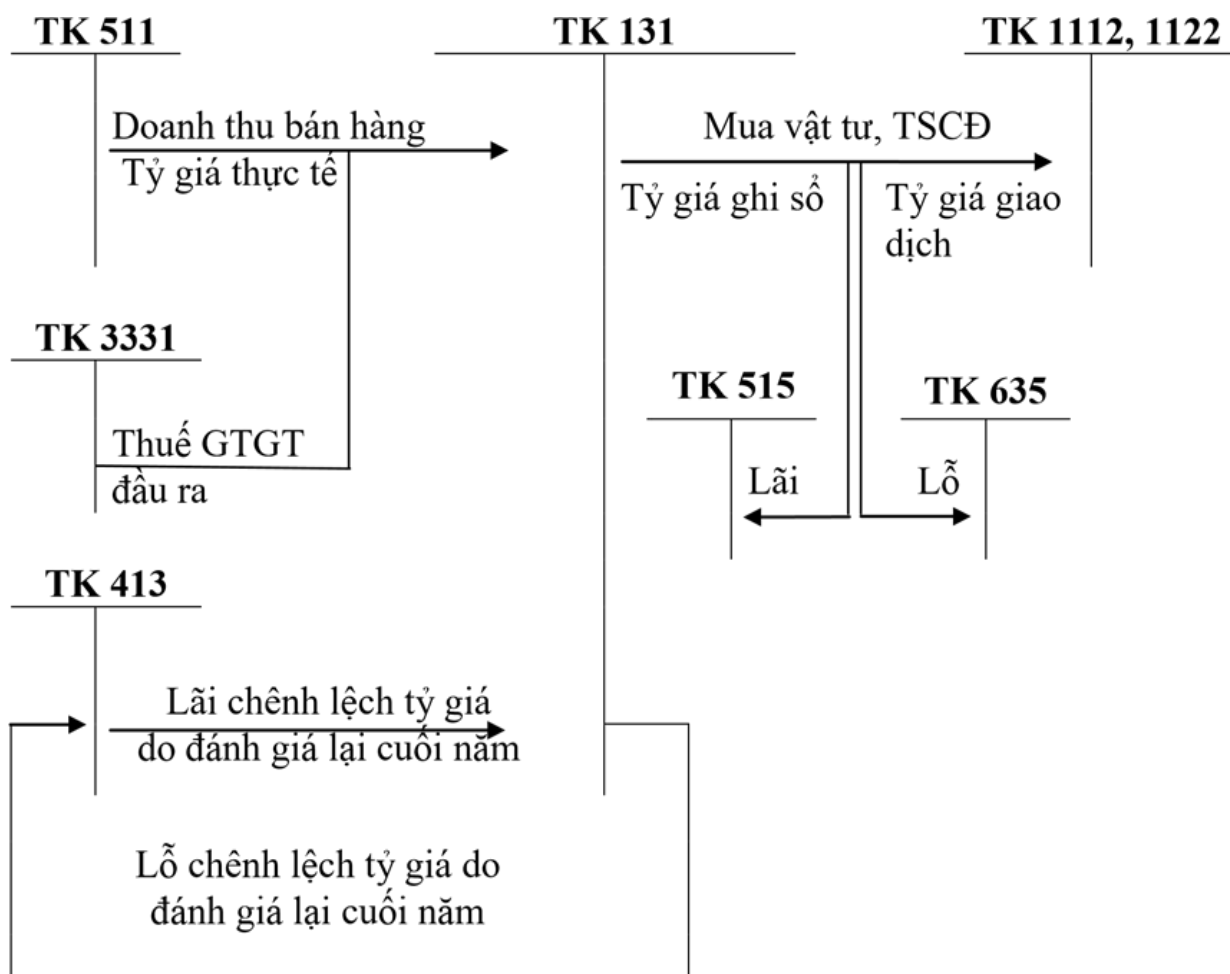 TK 511
TK 131
TK 1112, 1122
Doanh thu bán hàng
Tỷ giá thực tế
Mua vật tư, TSCĐ
Tỷ giá ghi sổ
Tỷ giá giao
dịch
TK 3331
Thuế GTGT
đầu ra
TK 515
TK 635
Lãi
Lỗ
TK 413
Lãi chênh lệch tỷ giá
do đánh giá lại cuối năm
Lỗ chênh lệch tỷ giá do
đánh giá lại cuối năm